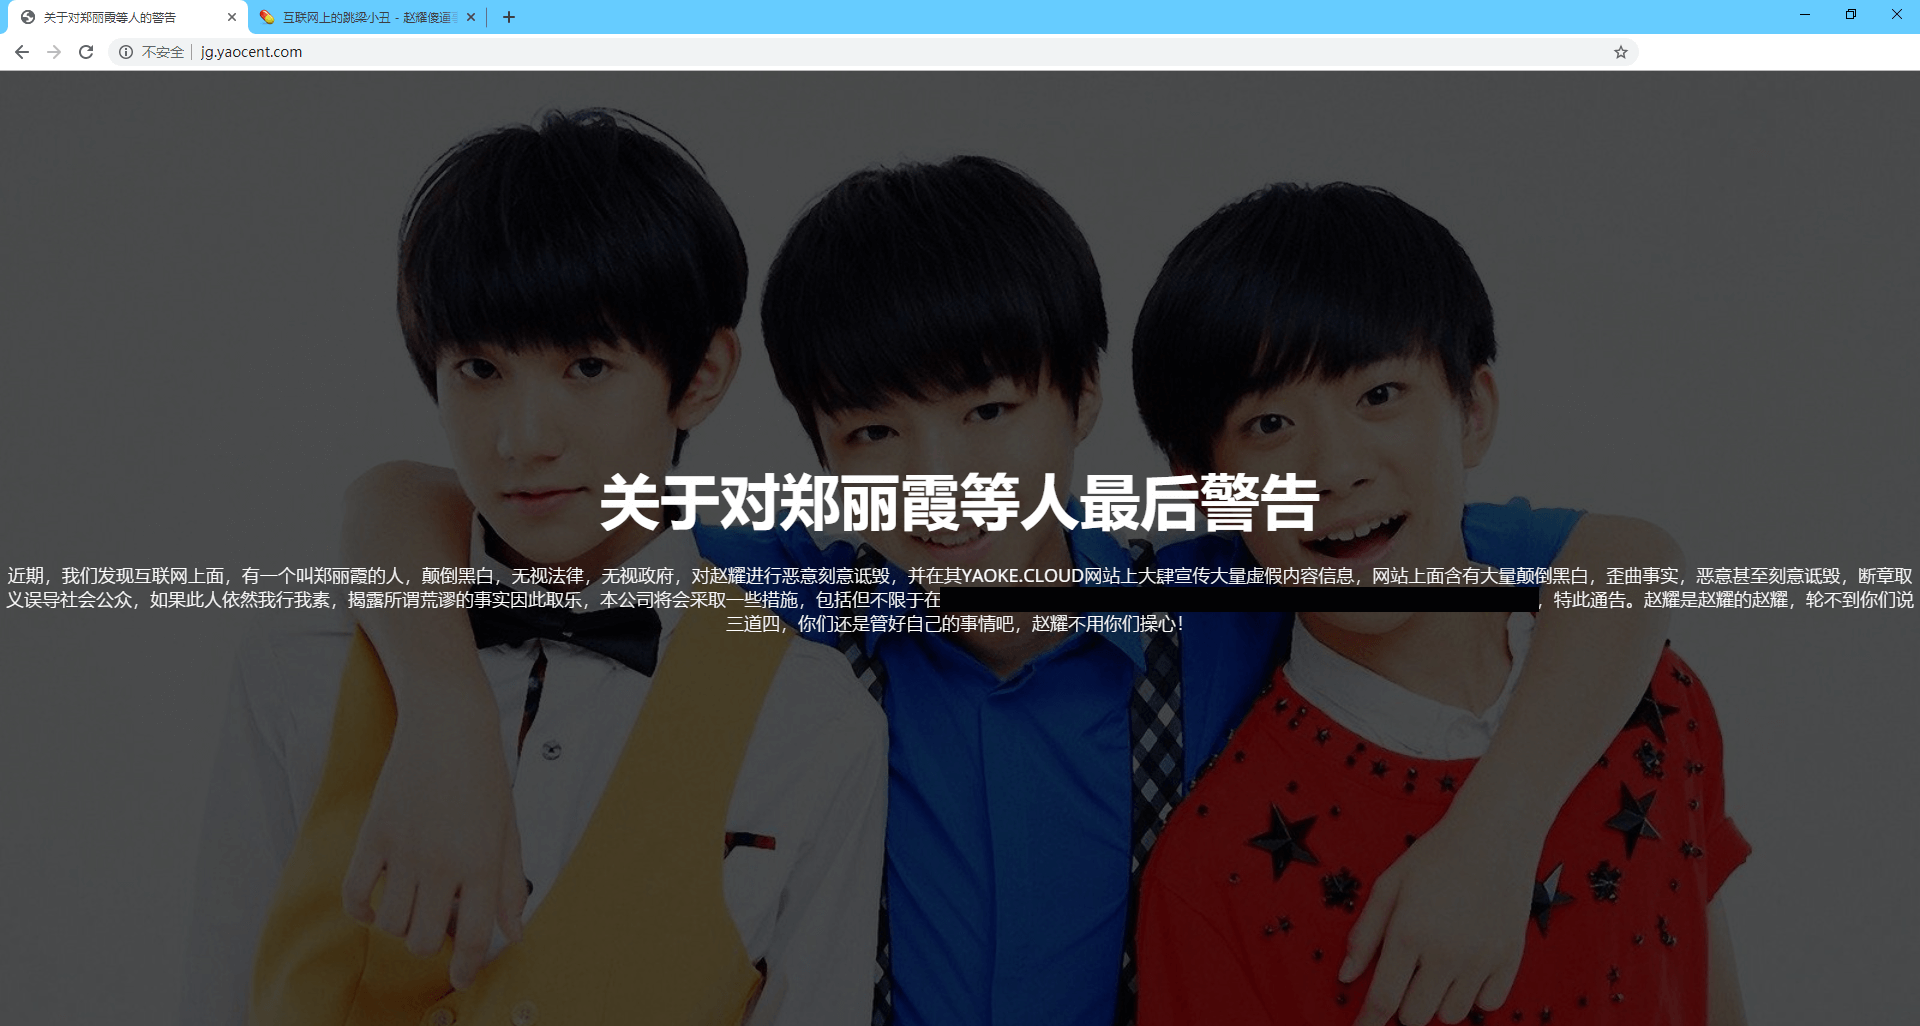 关于对郑丽霞等人的警告
互联网上的跳梁小丑 - 赵耀傻逼
不安全 jg.yaocent.com
关于对郑丽霞等人最后警告
近期，我们发现互联网上面，有一个叫郑丽霞的人，颠倒黑白，无视法律，无视政府，对赵耀进行恶意刻意诋毁，并在其YAOKE.CLOUD网站上大肆宣传大量虚假内容信息，网站上面含有大量颠倒黑白，歪曲事实，恶意甚至刻意诋毁，断章取
义误导社会公众，如果此人依然我行我素，揭露所谓荒谬的事实因此取乐，本公司将会采取一些措施，包括但不限于在 ，特此通告。赵耀是赵耀的赵耀，轮不到你们说
三道四，你们还是管好自己的事情吧，赵耀不用你们操心！